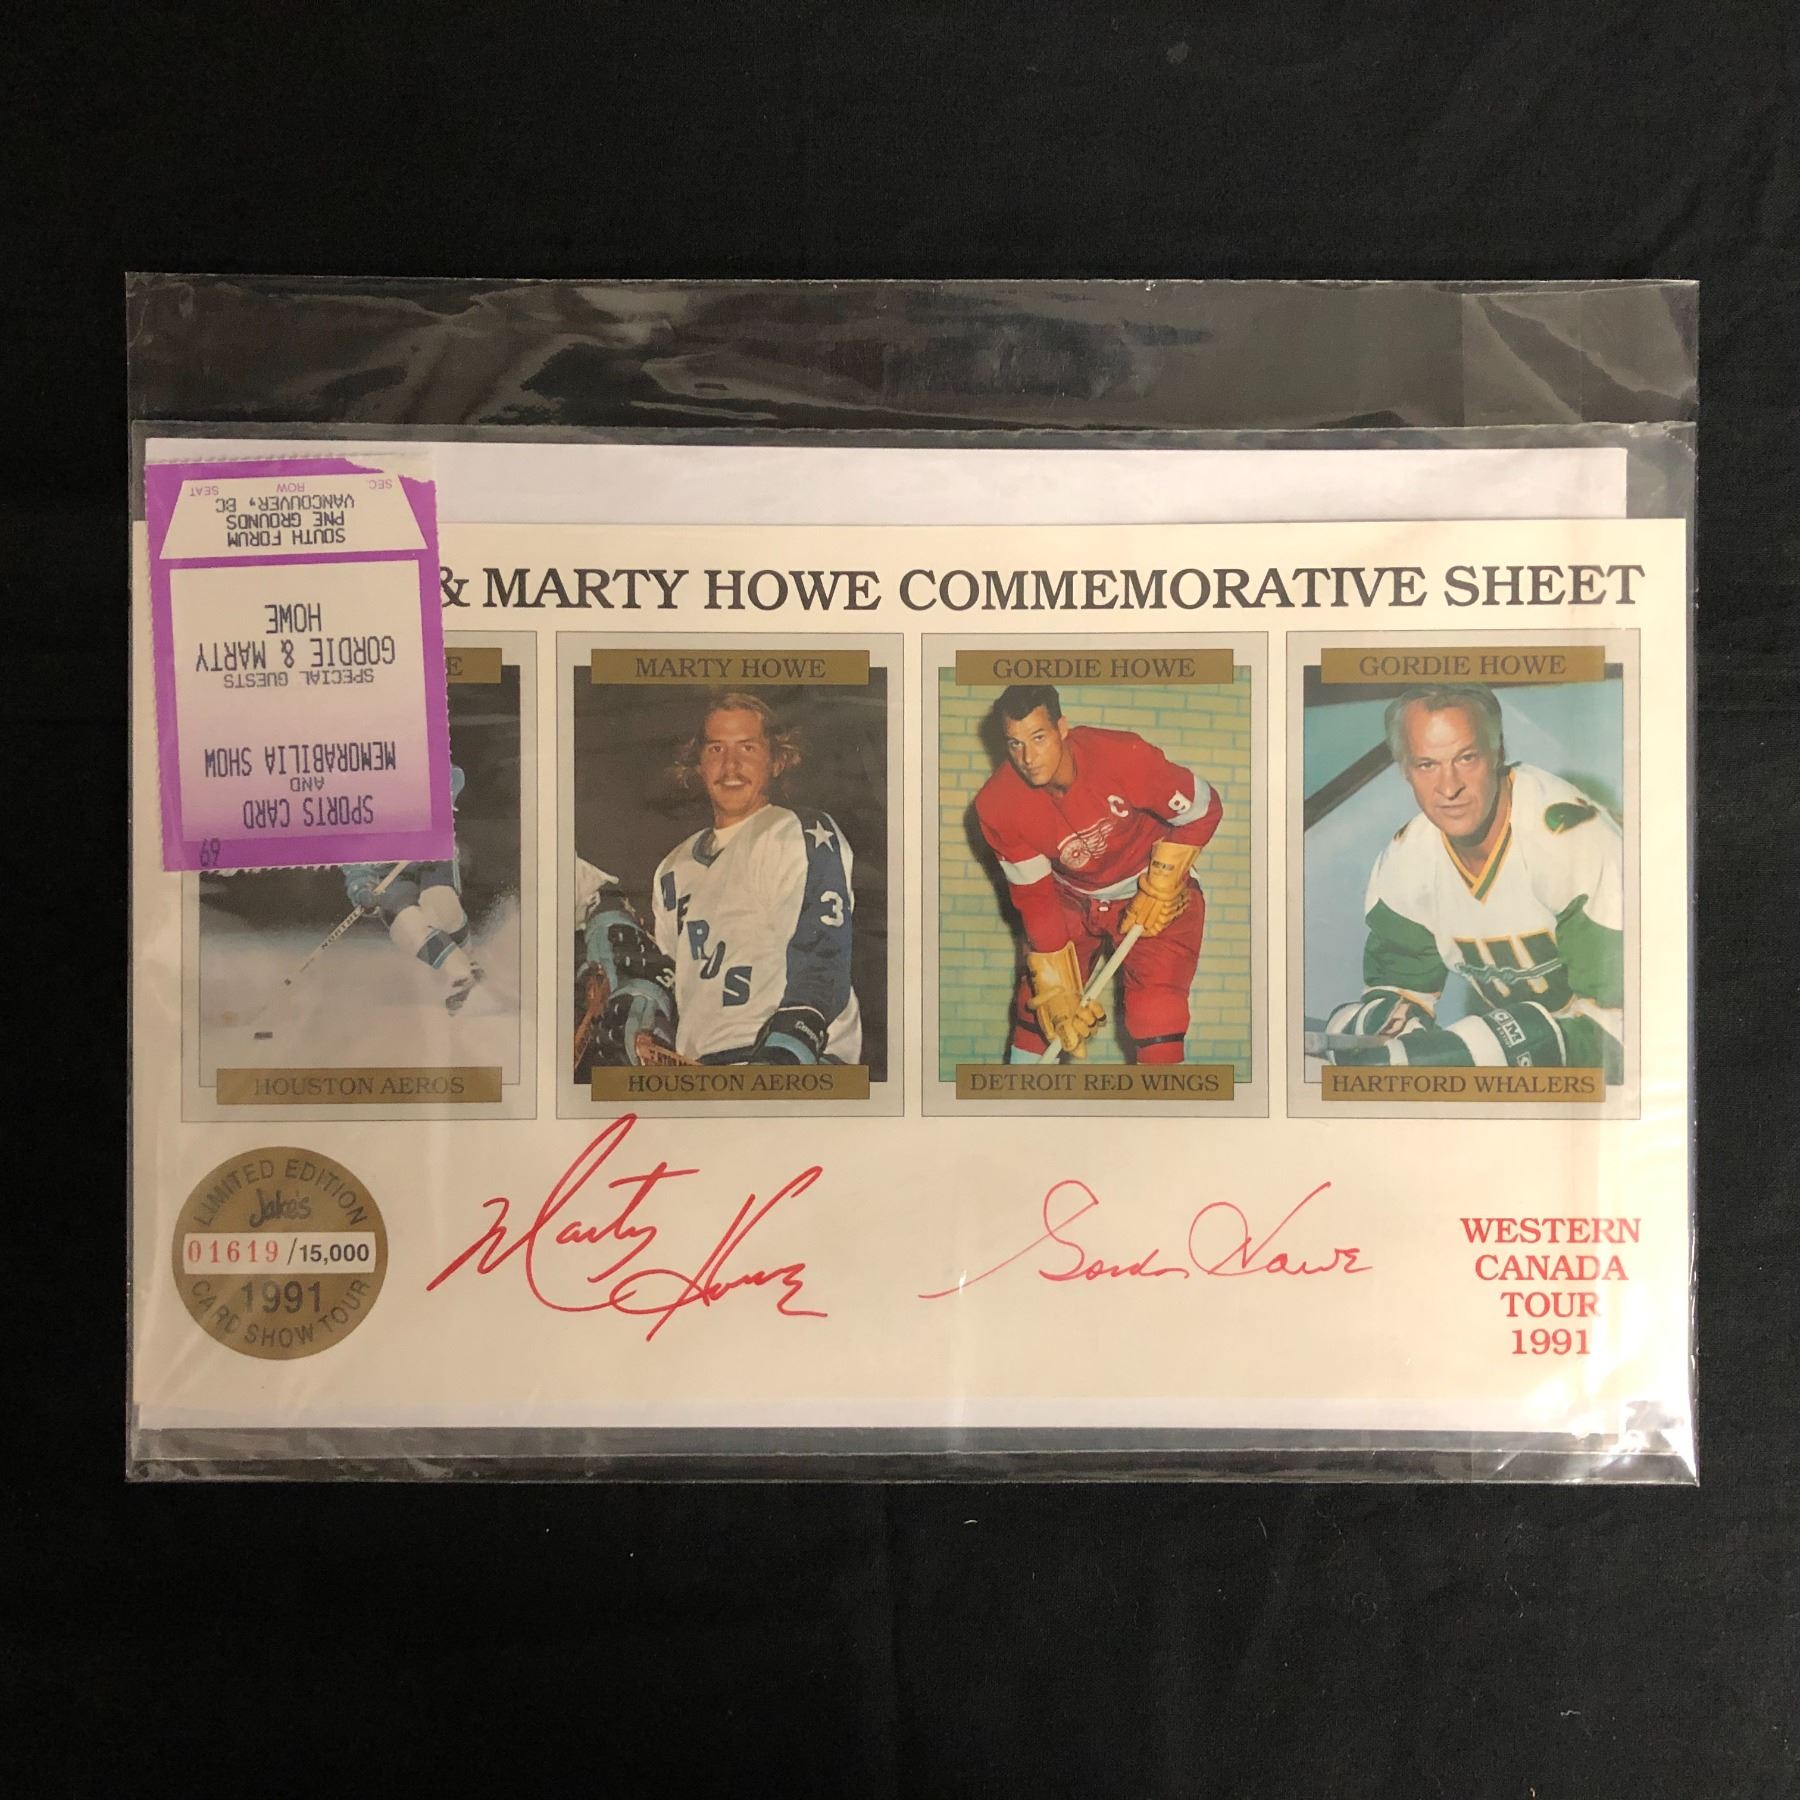 SEC. ROW SEAT
SOUTH FORUM
PNE GROUNDS
VANCOUVER, BC
SPORTS CARD
AND
MEMORABILIA SHOW
SPECIAL GUESTS
GORDIE & MARTY
HOWE
69
& MARTY HOWE COMMEMORATIVE SHEET
E
HOUSTON AEROS
MARTY HOWE
AEROS
3
HOUSTON AEROS
GORDIE HOWE
C
9
DETROIT RED WINGS
GORDIE HOWE
CCM
HARTFORD WHALERS
LIMITED EDITION
Jake's
01619/15,000
1991
CARD SHOW TOUR
Marty Howe
Gordie Howe
WESTERN
CANADA
TOUR
1991